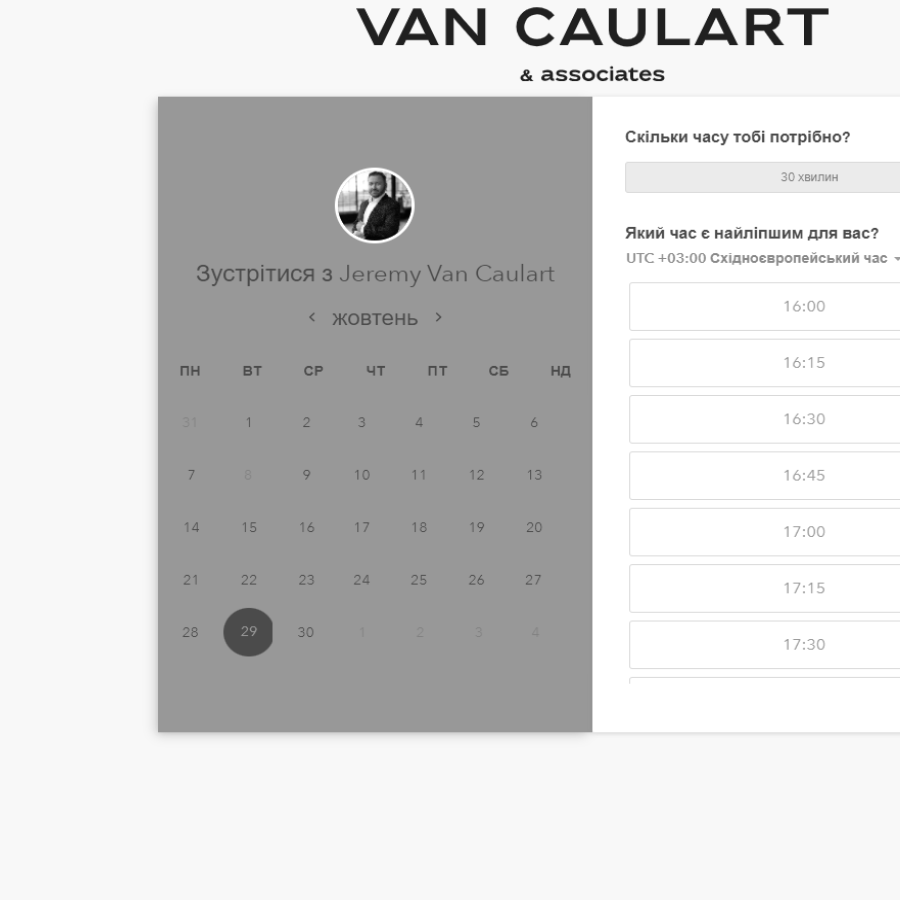 VAN CAULART
& associates
Зустрітися з Jeremy Van Caulart
жовтень
ПН ВТ СР ЧТ ПТ СБ НД
31 1 2 3 4 5 6
7 8 9 10 11 12 13
14 15 16 17 18 19 20
21 22 23 24 25 26 27
28 29 30 1 2 3 4
Скільки часу тобі потрібно?
30 хвилин
Який час є найліпшим для вас?
UTC +03:00 Східноєвропейський час
16:00
16:15
16:30
16:45
17:00
17:15
17:30